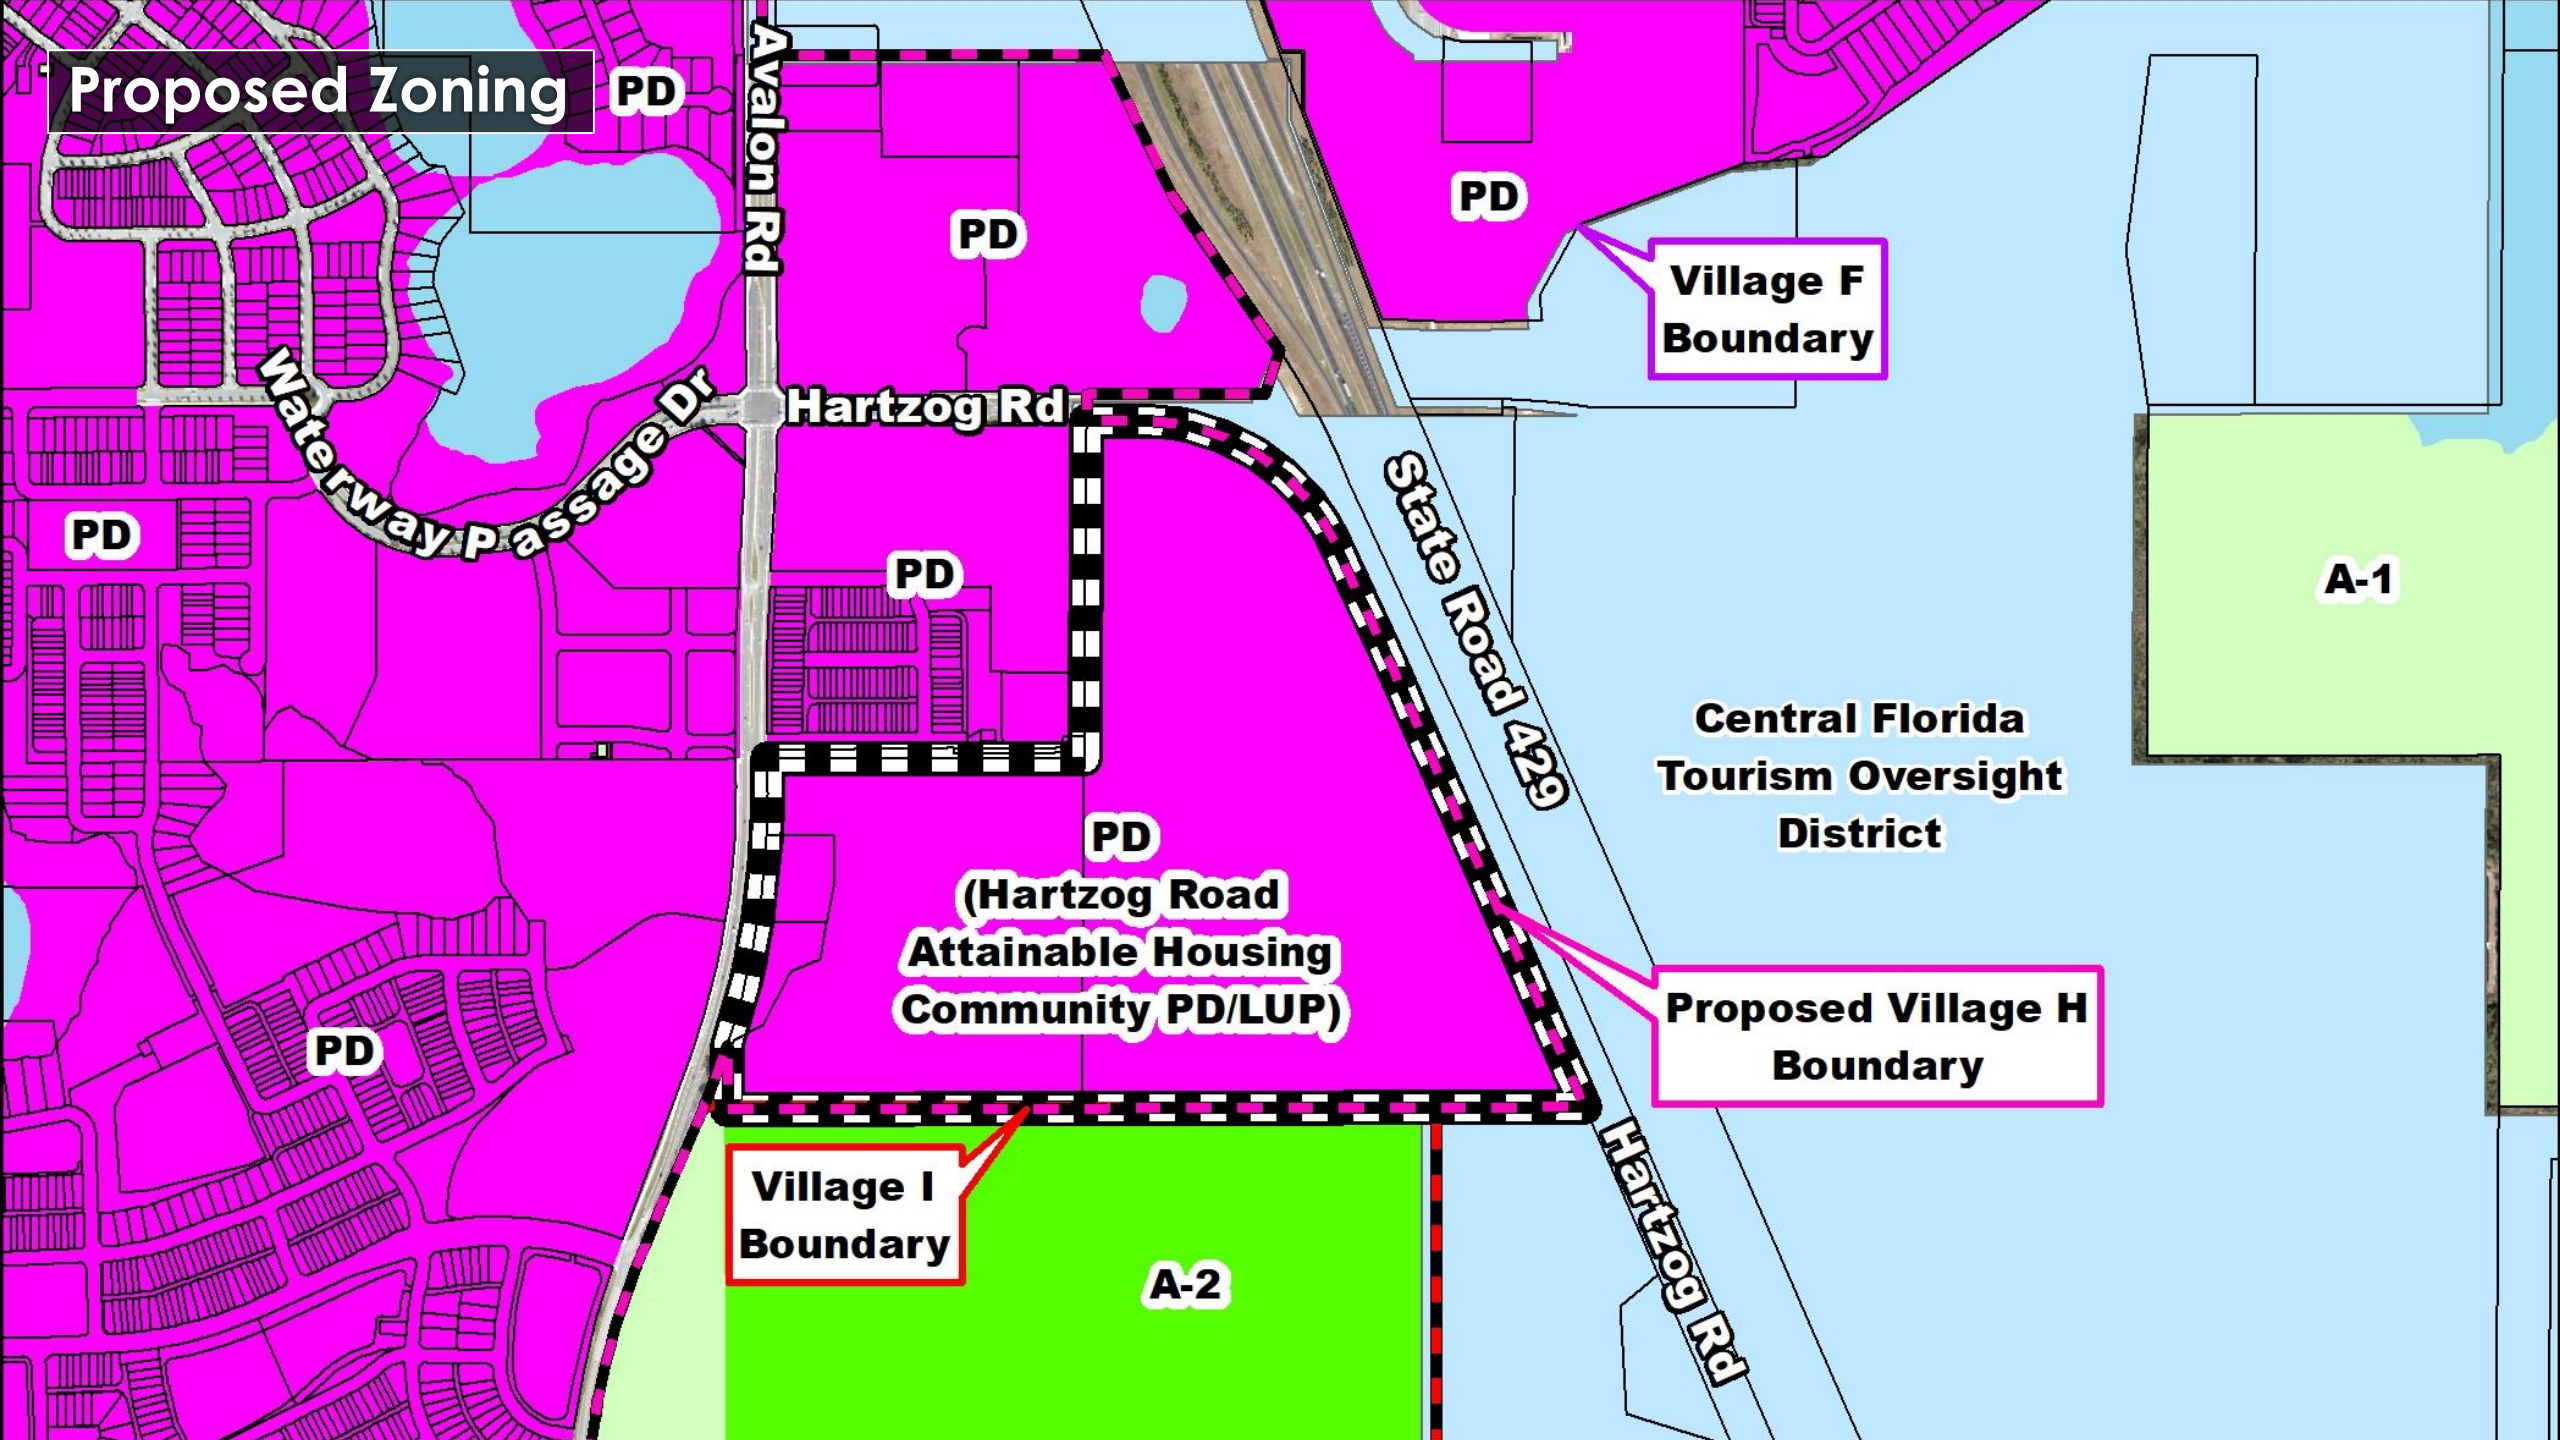 Proposed Zoning
PD
Avalon Rd
PD
PD
Village F
Boundary
Waterway Passage Dr
Hartzog Rd
PD
PD
State Road 429
A-1
Central Florida
Tourism Oversight
District
PD
(Hartzog Road
Attainable Housing
Community PD/LUP)
PD
Proposed Village H
Boundary
Village I
Boundary
A-2
Hartzog Rd